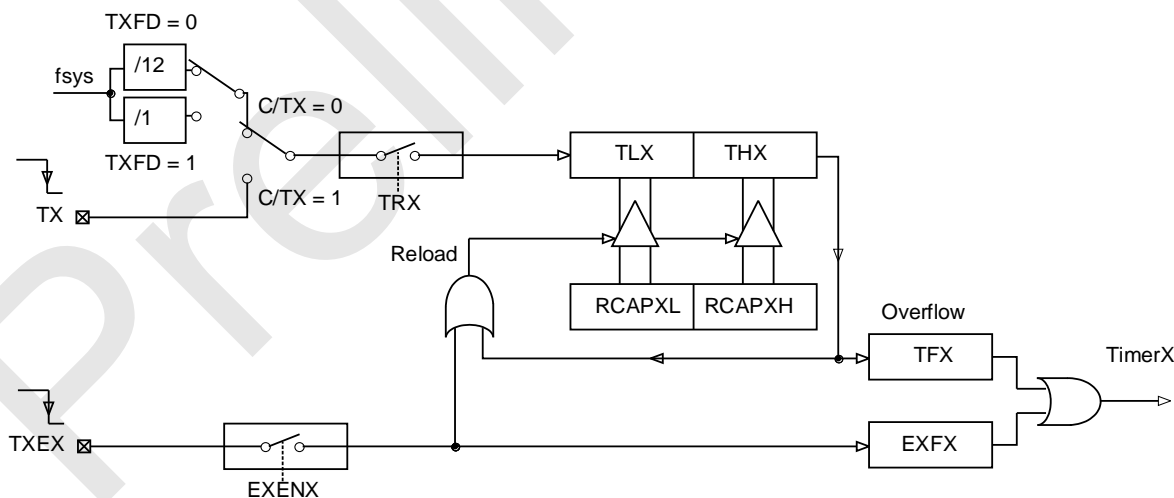 TXFD = 0
/12
fsys
C/TX = 0
/1
TXFD = 1
TLX
THX
C/TX = 1
TX
TRX
Reload
RCAPXL
RCAPXH
Overflow
TFX
TimerX
TXEX
EXFX
EXENX
Prelim